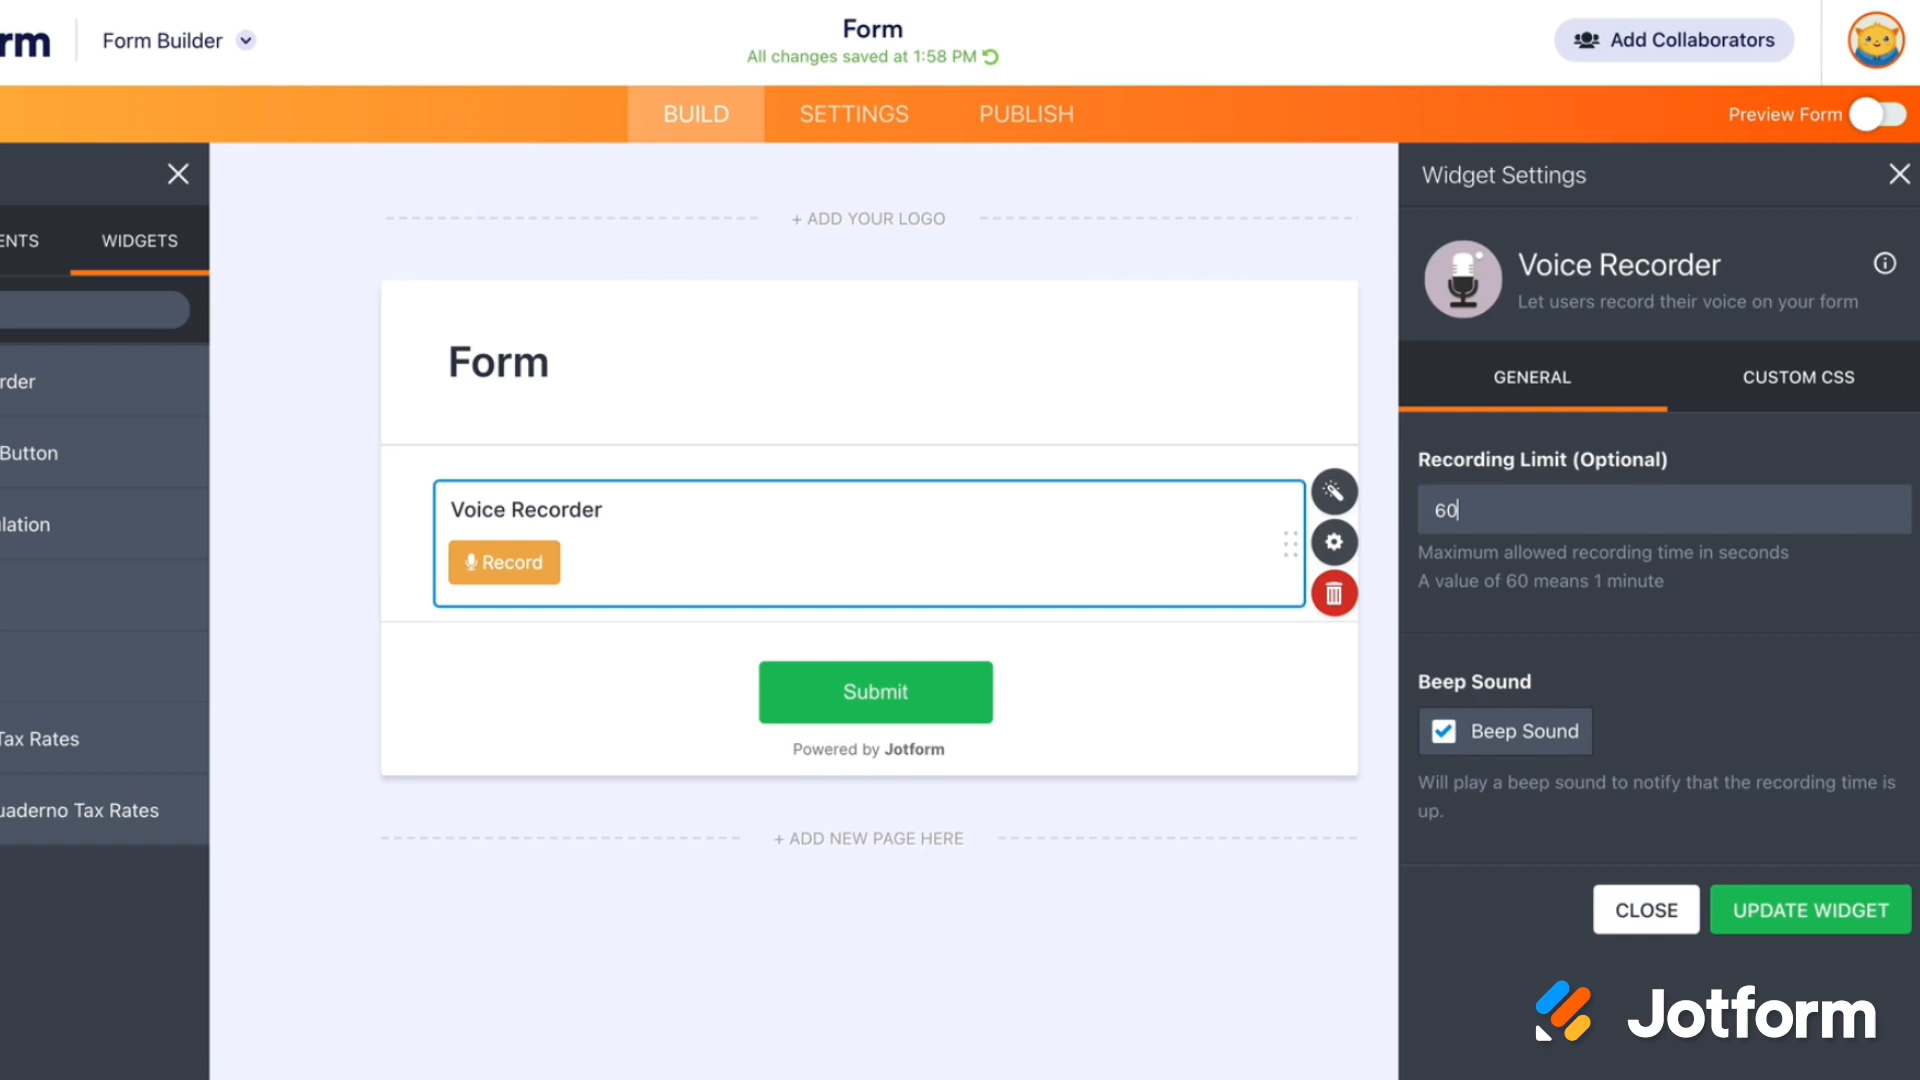 rm
Form Builder
Form
All changes saved at 1:58 PM
Add Collaborators
BUILD
SETTINGS
PUBLISH
Preview Form
ENTS
WIDGETS
rder
Button
lation
Tax Rates
uaderno Tax Rates
+ ADD YOUR LOGO
Form
Voice Recorder
Record
Submit
Powered by Jotform
+ ADD NEW PAGE HERE
Widget Settings
Voice Recorder
Let users record their voice on your form
GENERAL
CUSTOM CSS
Recording Limit (Optional)
60
Maximum allowed recording time in seconds
A value of 60 means 1 minute
Beep Sound
Beep Sound
Will play a beep sound to notify that the recording time is
up.
CLOSE
UPDATE WIDGET
Jotform